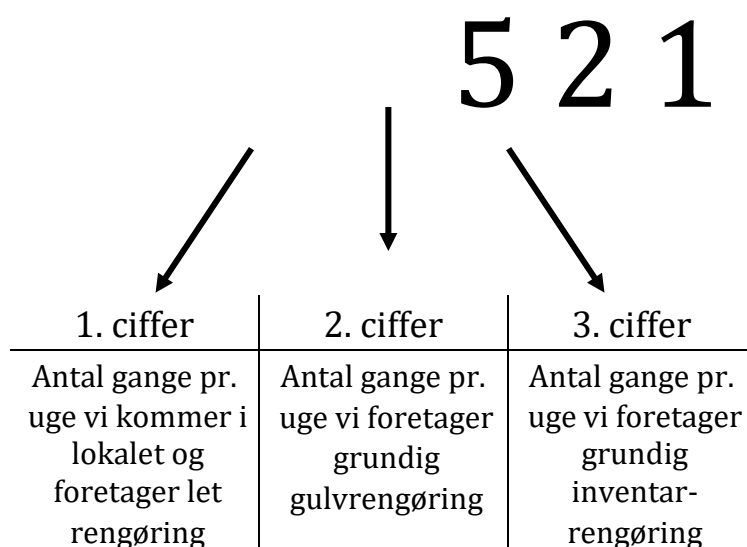 5 2 1
1. ciffer
Antal gange pr.
uge vi kommer i
lokalet og
foretager let
rengøring
2. ciffer
Antal gange pr.
uge vi foretager
grundig
gulvrengøring
3. ciffer
Antal gange pr.
uge vi foretager
grundig
inventar-
rengøring